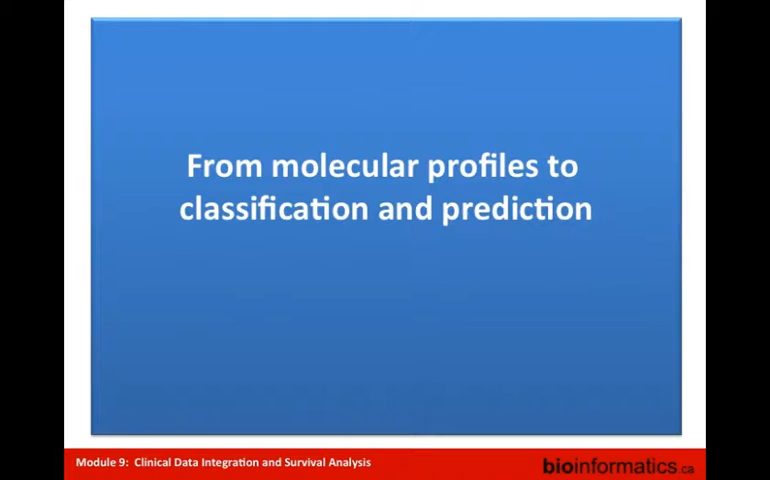 From molecular profiles to
classification and prediction
Module 9: Clinical Data Integration and Survival Analysis
bioinformatics.ca